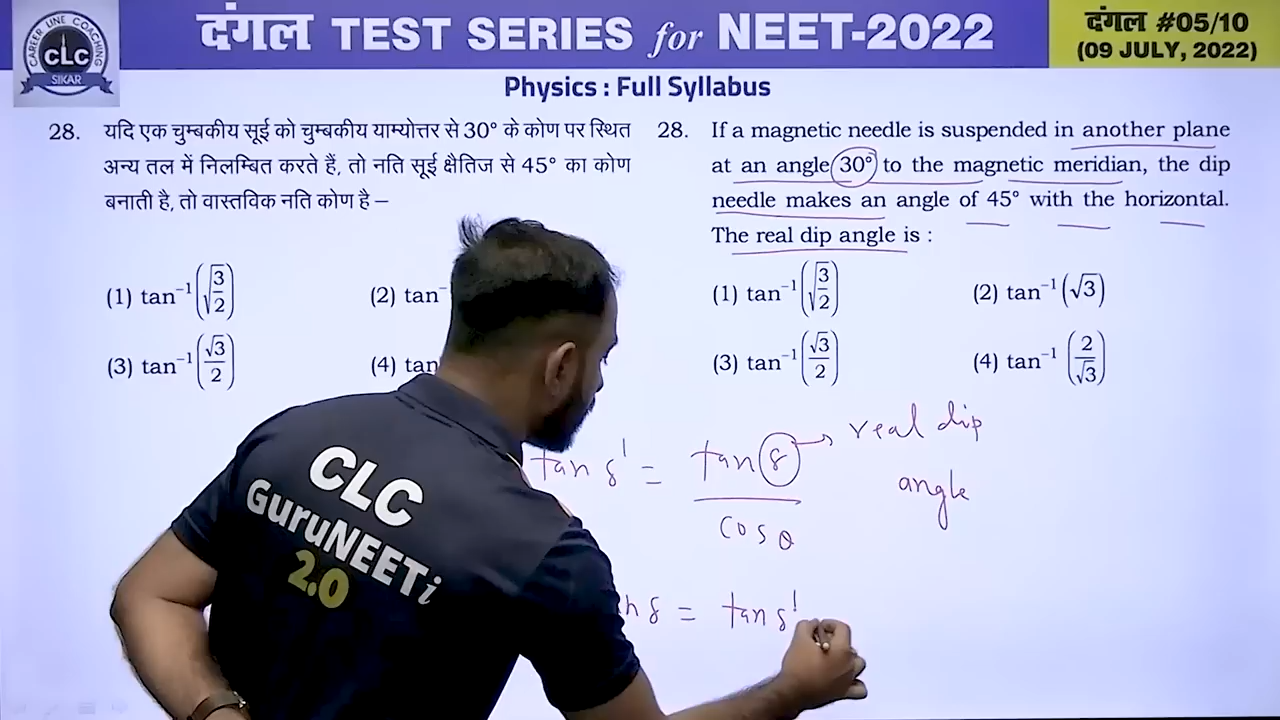 दंगल TEST SERIES for NEET-2022
दंगल #05/10
(09 JULY, 2022)
CAREER LINE COACHING
CLC
SIKAR
Physics : Full Syllabus
28. यदि एक चुम्बकीय सूई को चुम्बकीय याम्योत्तर से 30° के कोण पर स्थित
अन्य तल में निलम्बित करते हैं, तो नति सूई क्षैतिज से 45° का कोण
बनाती है, तो वास्तविक नति कोण है –
(1) tan⁻¹(√3/2) (2) tan⁻
(3) tan⁻¹(√3/2) (4) tan
28. If a magnetic needle is suspended in another plane
at an angle 30° to the magnetic meridian, the dip
needle makes an angle of 45° with the horizontal.
The real dip angle is :
(1) tan⁻¹(√(3/2)) (2) tan⁻¹(√3)
(3) tan⁻¹(√3/2) (4) tan⁻¹(2/√3)
tan δ' = tan δ / cos θ → real dip
angle
n δ = tan δ'
CLC
GuruNEETi
2.0